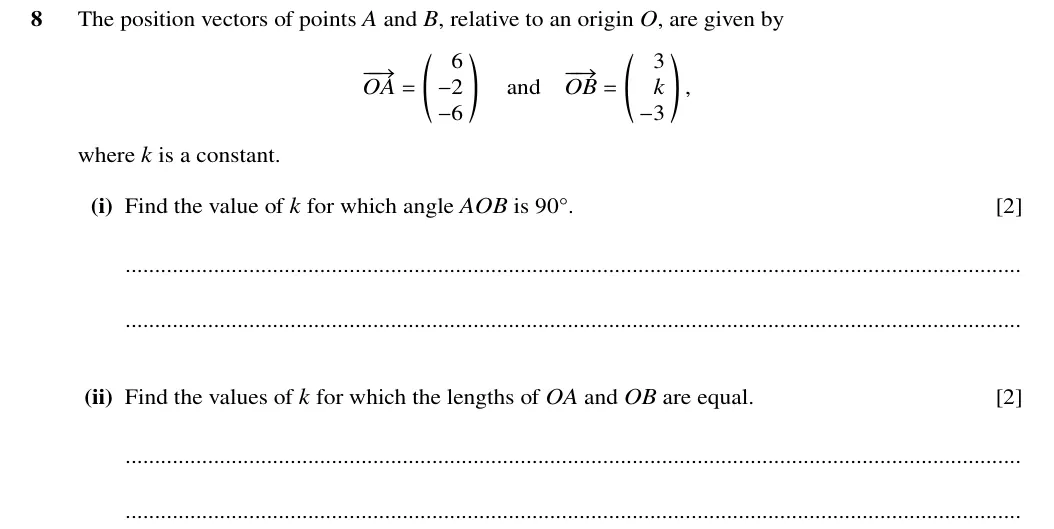 8 The position vectors of points A and B, relative to an origin O, are given by
OA = (6 −2 −6) and OB = (3 k −3),
where k is a constant.
(i) Find the value of k for which angle AOB is 90°. [2]
................................................................................
................................................................................
(ii) Find the values of k for which the lengths of OA and OB are equal. [2]
................................................................................
................................................................................